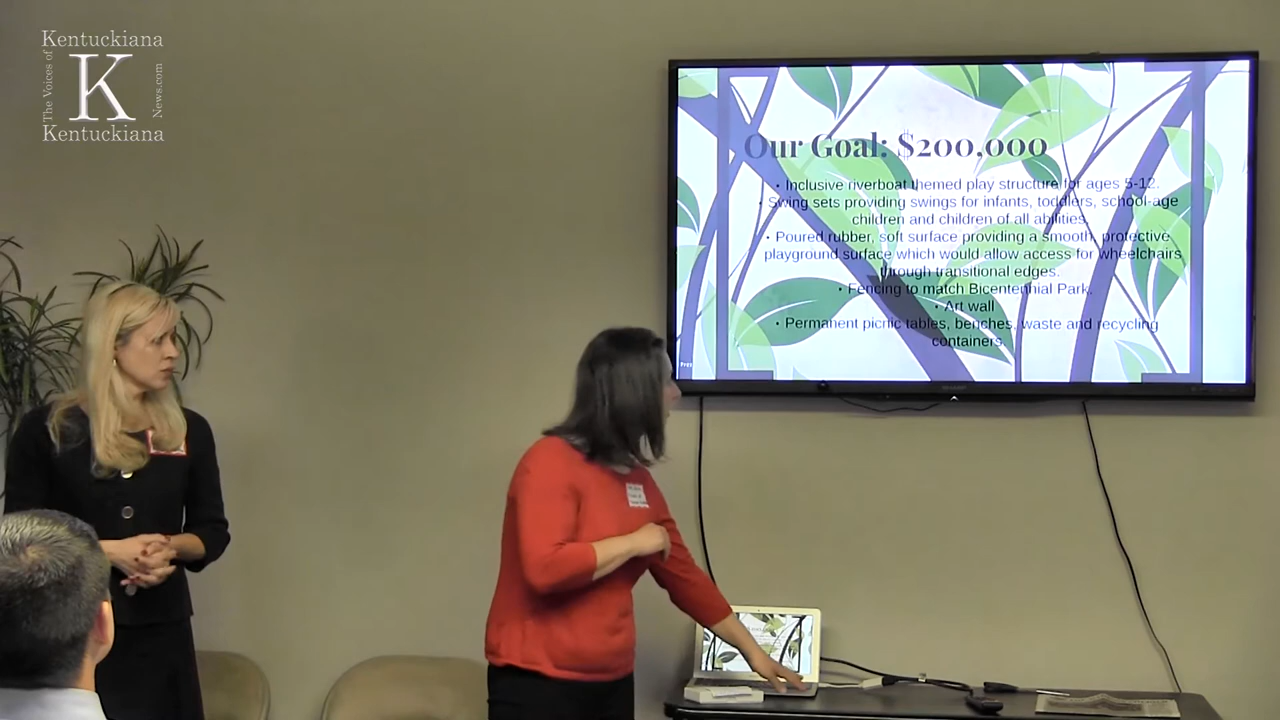 Kentuckiana
The Voices of
K
News.com
Kentuckiana
Our Goal: $200,000
• Inclusive riverboat themed play structure for ages 5-12.
• Swing sets providing swings for infants, toddlers, school-age
children and children of all abilities.
• Poured rubber, soft surface providing a smooth, protective
playground surface which would allow access for wheelchairs
through transitional edges.
• Fencing to match Bicentennial Park.
• Art wall
• Permanent picnic tables, benches, waste and recycling
containers.
SHARP